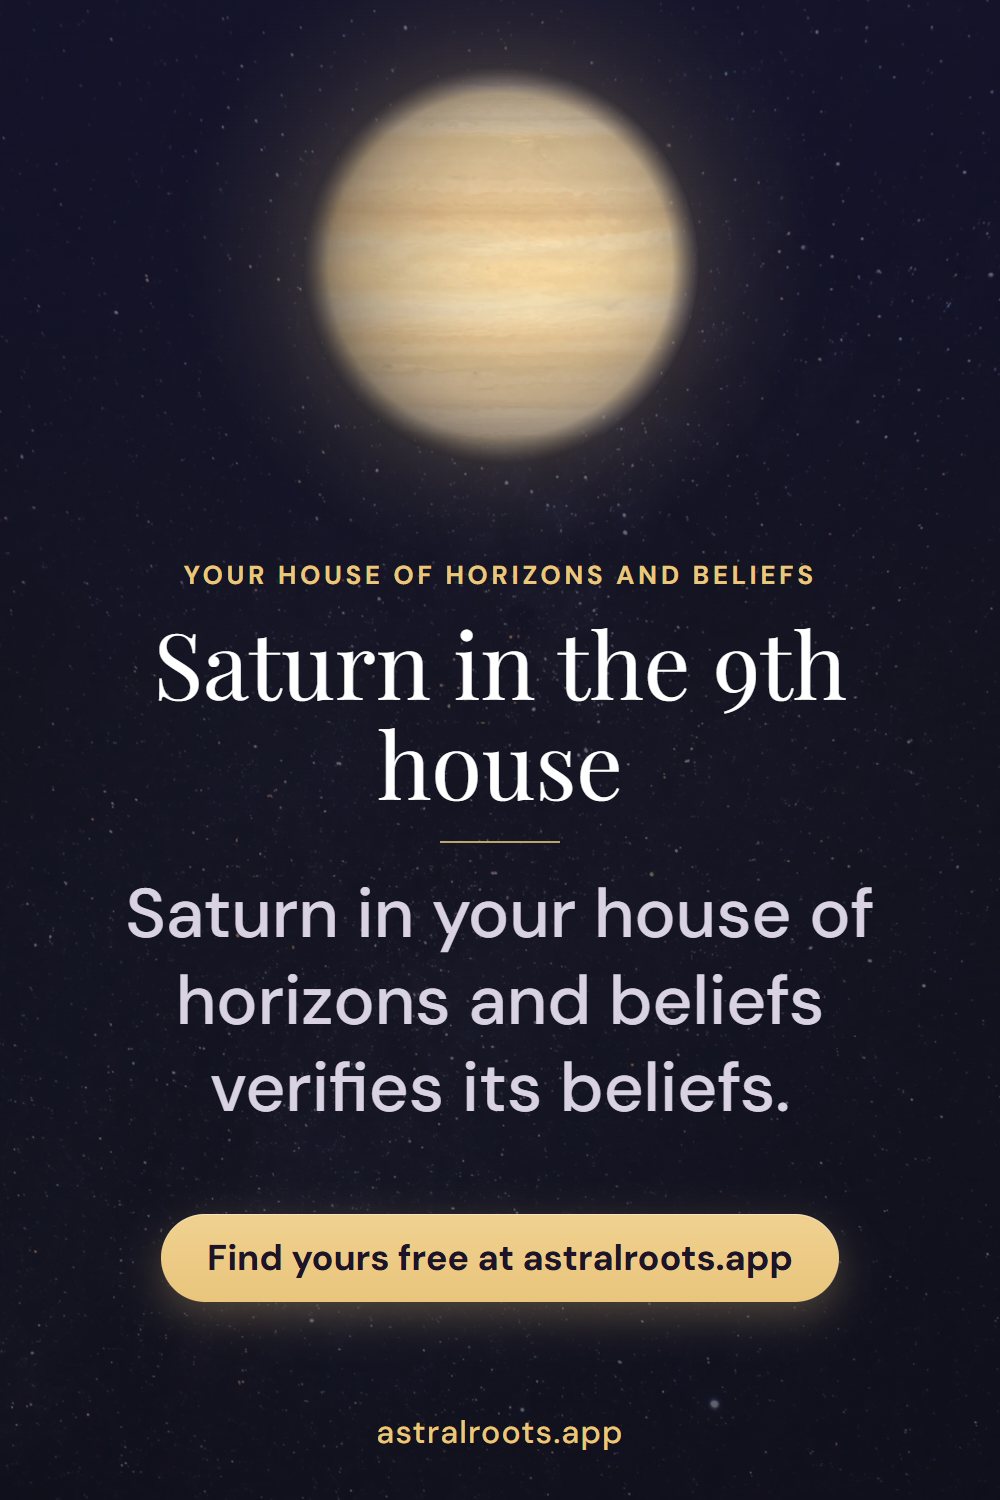 YOUR HOUSE OF HORIZONS AND BELIEFS
Saturn in the 9th
house
Saturn in your house of
horizons and beliefs
verifies its beliefs.
Find yours free at astralroots.app
astralroots.app